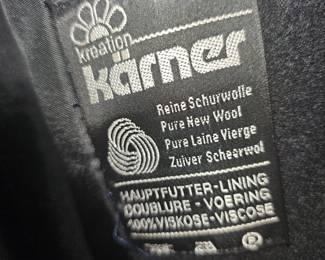 kreation
kärner
Reine Schurwolle
Pure New Wool
Pure Laine Vierge
Zuiver Scheerwol
HAUPTFUTTER-LINING
DOUBLURE - VOERING
100%VISKOSE-VISCOSE